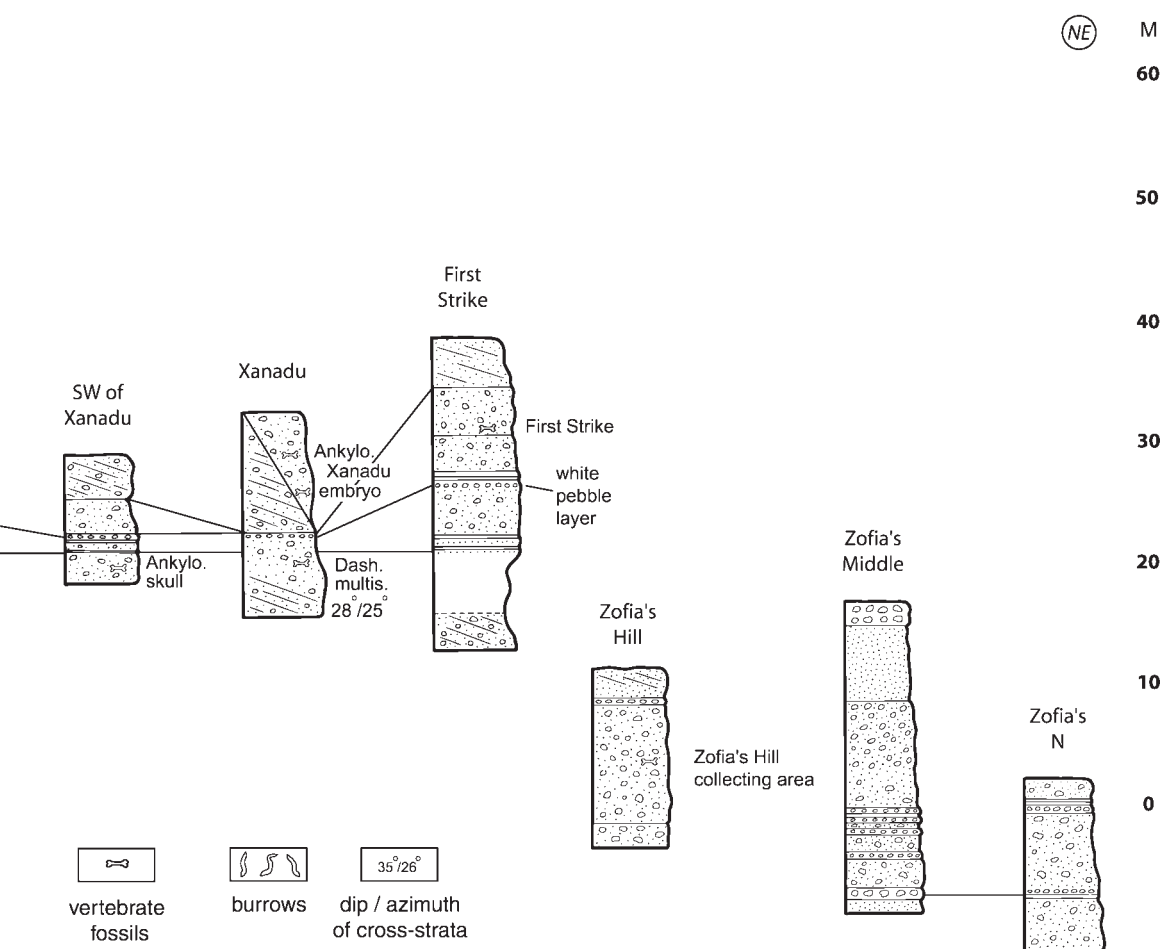 NE
M
60
50
40
30
20
10
0
First
Strike
Xanadu
SW of
Xanadu
Ankylo.
Xanadu
embryo
First Strike
white
pebble
layer
Ankylo.
skull
Dash.
multis.
28°/25°
Zofia's
Hill
Zofia's Hill
collecting area
Zofia's
Middle
Zofia's
N
vertebrate
fossils
burrows
35°/26°
dip / azimuth
of cross-strata